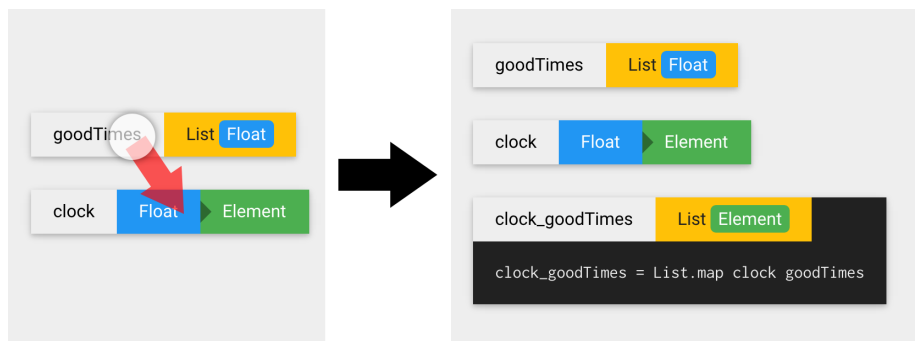 goodTimes List Float
clock Float Element
goodTimes List Float
clock Float Element
clock_goodTimes List Element
clock_goodTimes = List.map clock goodTimes